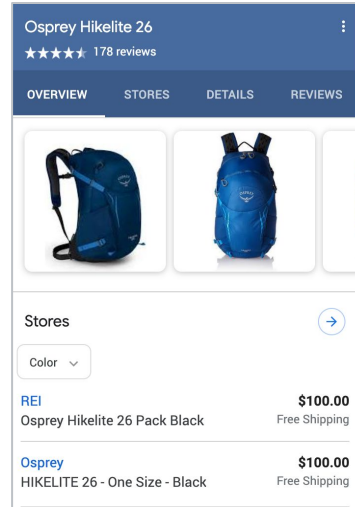 Osprey Hikelite 26
178 reviews
OVERVIEW STORES DETAILS REVIEWS
Stores
Color
REI $100.00
Osprey Hikelite 26 Pack Black Free Shipping
Osprey $100.00
HIKELITE 26 - One Size - Black Free Shipping